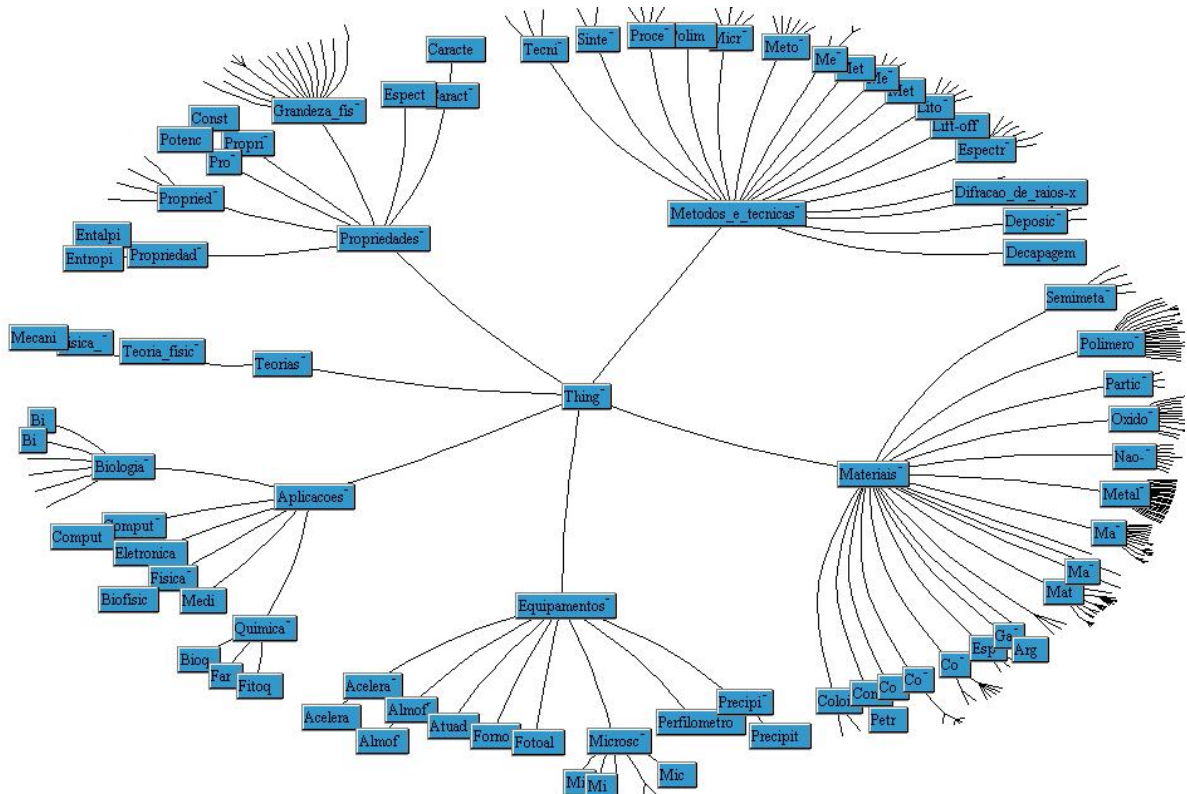 Caracte
Tecni
Sinte
Proce
Polim
Micr
Meto
Me
Met
Me
Met
Lito
Lift-off
Espectr
Grandeza_fis
Espect
Caract
Const
Potenc
Propri
Pro
Propried
Metodos_e_tecnicas
Difracao_de_raios-x
Deposic
Decapagem
Entalpi
Entropi
Propriedad
Propriedades
Semimeta
Polimero
Partic
Oxido
Nao-
Metal
Ma
Ma
Mat
Mecani
Teoria_fisic
Teorias
Thing
Materiais
Bi
Bi
Biologia
Aplicacoes
Comput
Comput
Eletronica
Fisica
Biofisic
Medi
Quimica
Bioq
Far
Fitoq
Equipamentos
Acelera
Acelera
Almof
Almof
Atuad
Forno
Fotoal
Microsc
Mi
Mi
Mic
Perfilometro
Precipi
Precipit
Coloi
Co
Petr
Co
Co
Esp
Ga
Arg